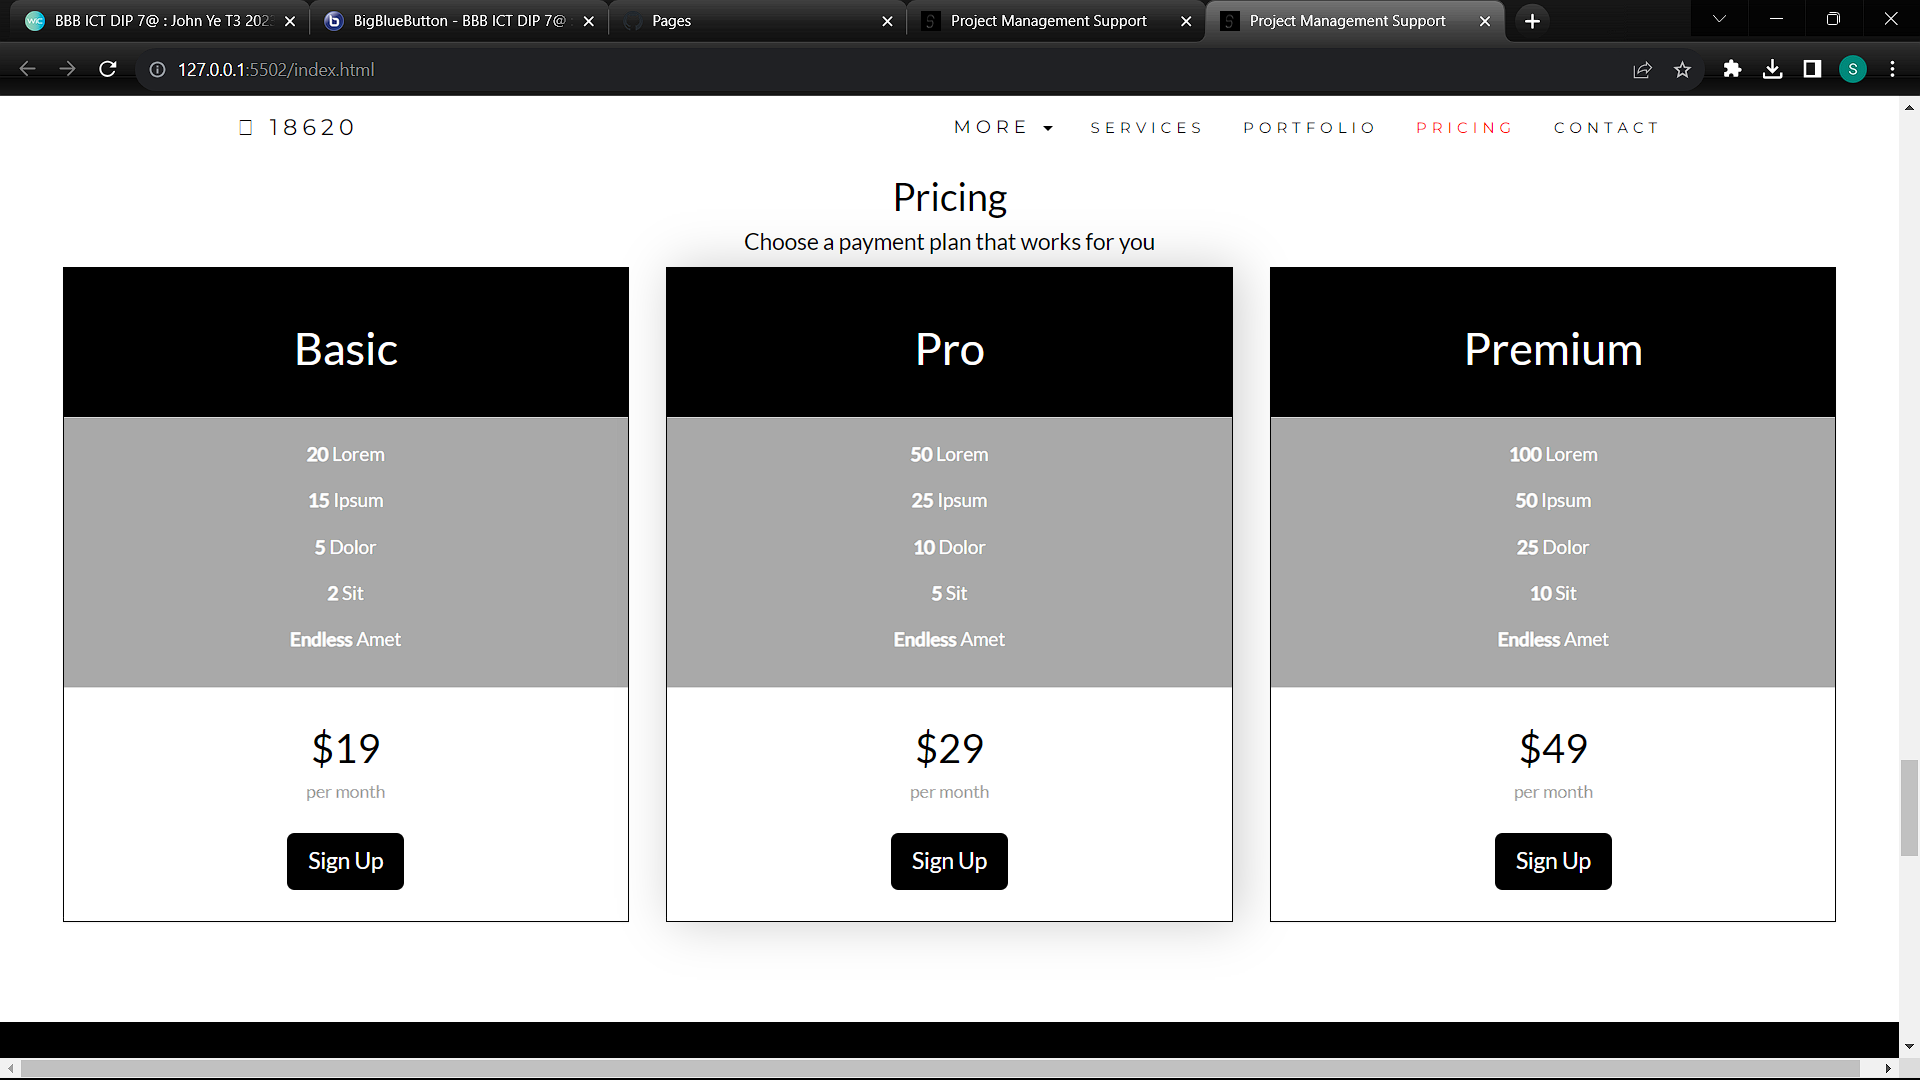 BBB ICT DIP 7@ : John Ye T3 202
BigBlueButton - BBB ICT DIP 7@
Pages
Project Management Support
Project Management Support
127.0.0.1:5502/index.html
S
18620
MORE
SERVICES
PORTFOLIO
PRICING
CONTACT
Pricing
Choose a payment plan that works for you
Basic
20 Lorem
15 Ipsum
5 Dolor
2 Sit
Endless Amet
$19
per month
Sign Up
Pro
50 Lorem
25 Ipsum
10 Dolor
5 Sit
Endless Amet
$29
per month
Sign Up
Premium
100 Lorem
50 Ipsum
25 Dolor
10 Sit
Endless Amet
$49
per month
Sign Up